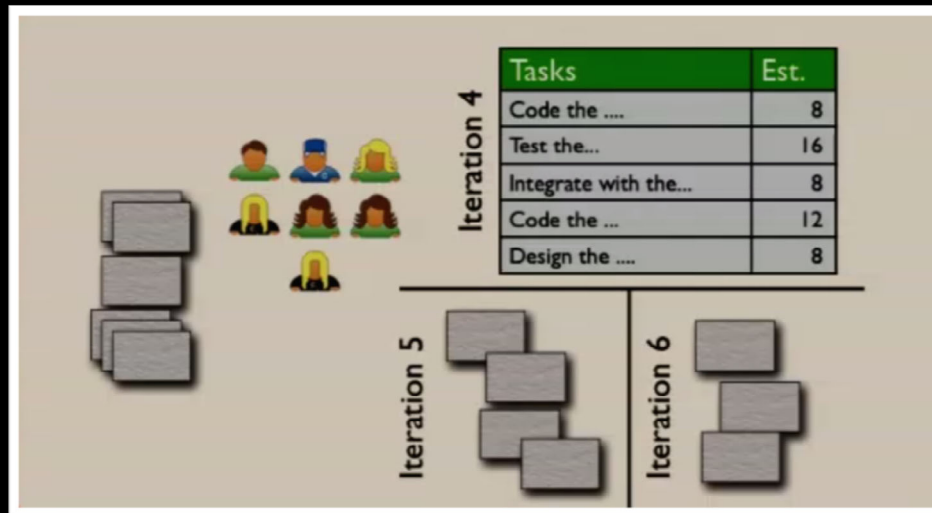 Iteration 4
Tasks Est.
Code the .... 8
Test the... 16
Integrate with the... 8
Code the ... 12
Design the .... 8
Iteration 5
Iteration 6